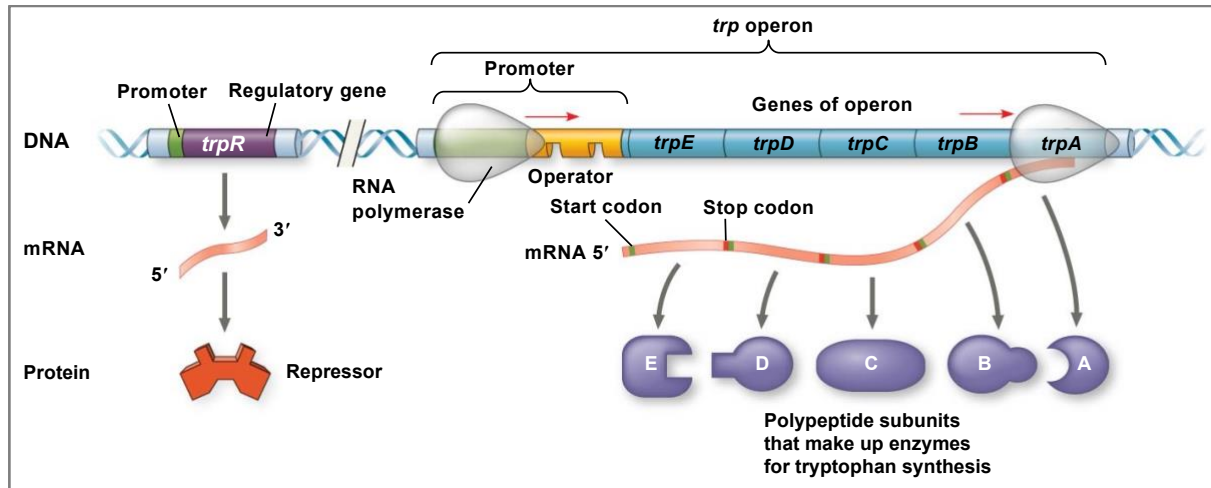 trp operon
Promoter
Promoter
Regulatory gene
Genes of operon
DNA
trpR
trpE
trpD
trpC
trpB
trpA
RNA
polymerase
Operator
Start codon
Stop codon
mRNA
3′
5′
mRNA 5′
Protein
Repressor
E
D
C
B
A
Polypeptide subunits
that make up enzymes
for tryptophan synthesis